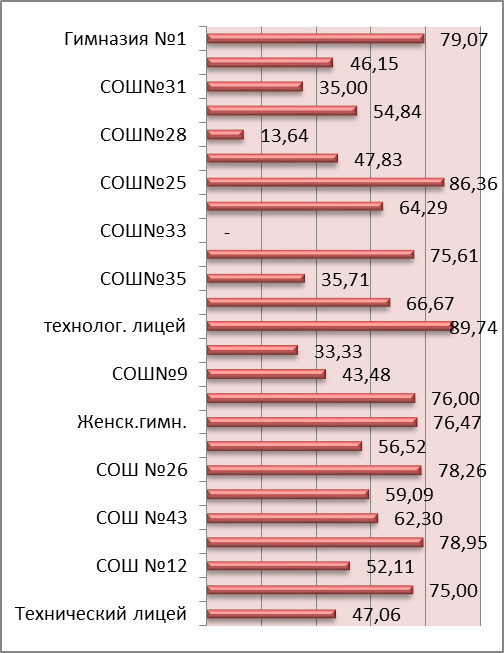 Гимназия №1 79,07
46,15
СОШ№31 35,00
54,84
СОШ№28 13,64
47,83
СОШ№25 86,36
64,29
СОШ№33 -
75,61
СОШ№35 35,71
66,67
технолог. лицей 89,74
33,33
СОШ№9 43,48
76,00
Женск.гимн. 76,47
56,52
СОШ №26 78,26
59,09
СОШ №43 62,30
78,95
СОШ №12 52,11
75,00
Технический лицей 47,06